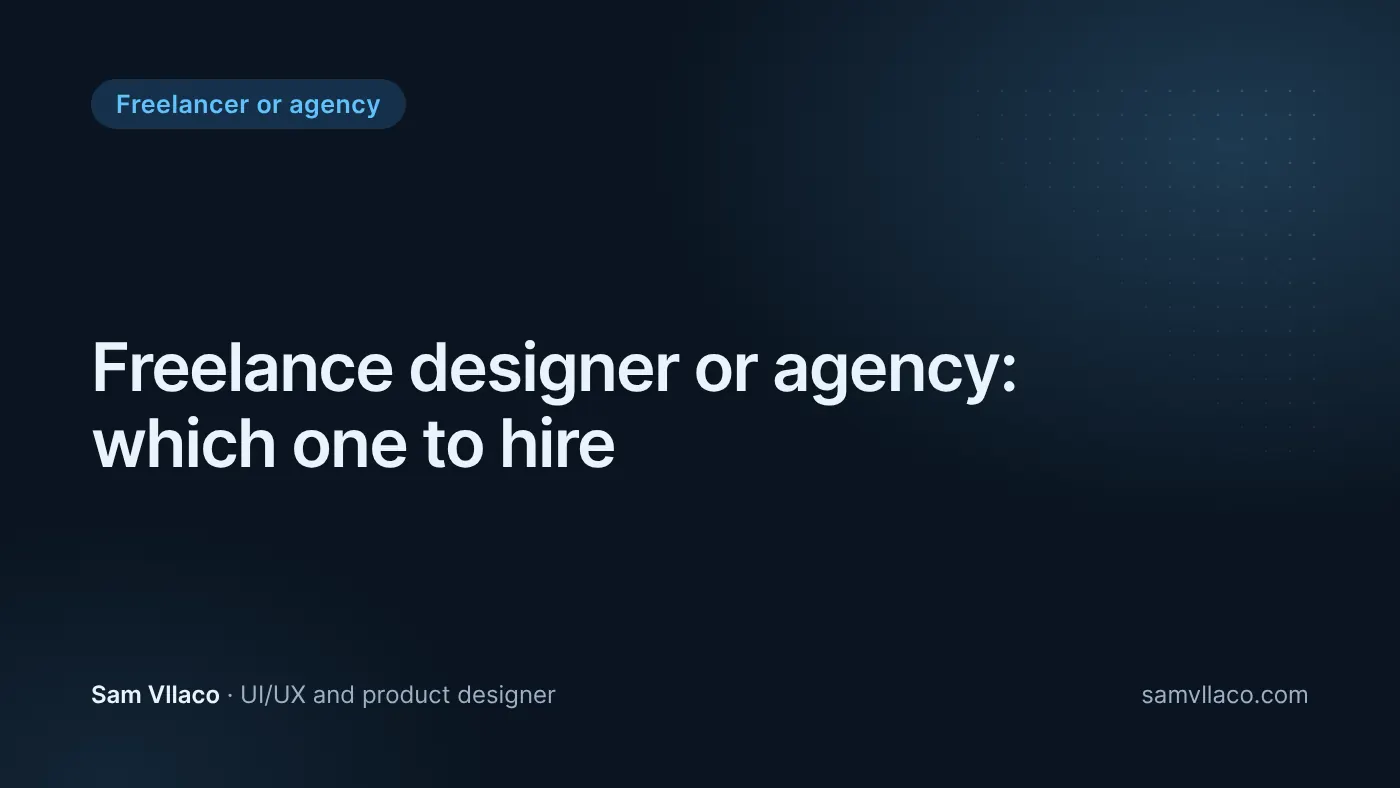 Freelancer or agency
Freelance designer or agency:
which one to hire
Sam Vllaco · UI/UX and product designer
samvllaco.com